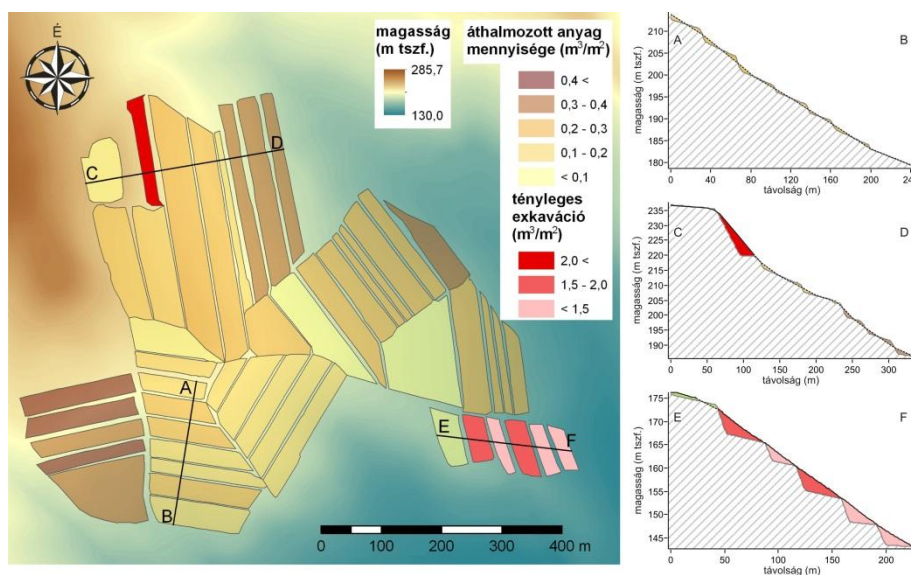 É
magasság
(m tszf.)
285,7
130,0
áthalmozott anyag
mennyisége (m³/m²)
0,4 <
0,3 - 0,4
0,2 - 0,3
0,1 - 0,2
< 0,1
tényleges
exkaváció
(m³/m²)
2,0 <
1,5 - 2,0
< 1,5
C
D
A
B
E
F
0 100 200 300 400 m
A
B
magasság (m tszf.)
210
205
200
195
190
185
180
0 40 80 120 160 200 240
távolság (m)
C
D
magasság (m tszf.)
235
230
225
220
215
210
205
200
195
190
0 50 100 150 200 250 300
távolság (m)
E
F
magasság (m tszf.)
175
170
165
160
155
150
145
0 50 100 150 200
távolság (m)